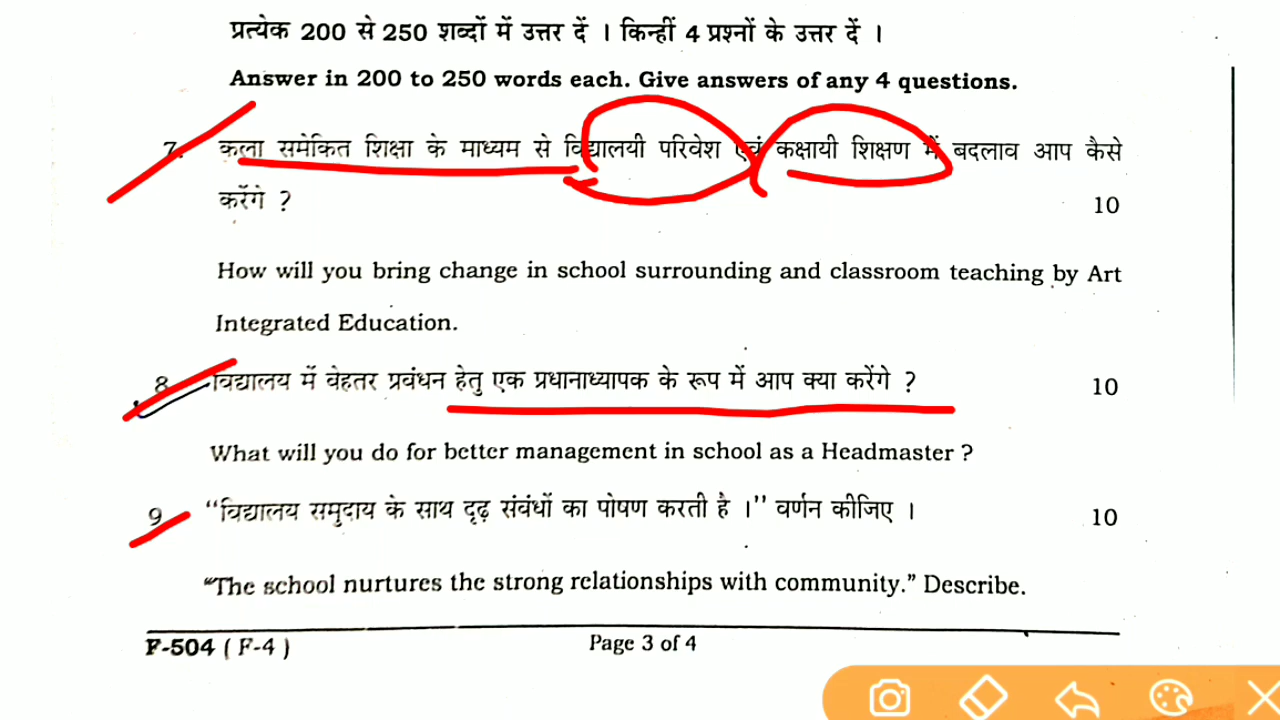 प्रत्येक 200 से 250 शब्दों में उत्तर दें । किन्हीं 4 प्रश्नों के उत्तर दें ।
Answer in 200 to 250 words each. Give answers of any 4 questions.
7. कला समेकित शिक्षा के माध्यम से विद्यालयी परिवेश एवं कक्षायी शिक्षण में बदलाव आप कैसे
करेंगे ? 10
How will you bring change in school surrounding and classroom teaching by Art
Integrated Education.
8. विद्यालय में बेहतर प्रबंधन हेतु एक प्रधानाध्यापक के रूप में आप क्या करेंगे ? 10
What will you do for better management in school as a Headmaster ?
9. “विद्यालय समुदाय के साथ दृढ़ संबंधों का पोषण करती है ।” वर्णन कीजिए । 10
“The school nurtures the strong relationships with community.” Describe.
F-504 ( F-4 ) Page 3 of 4